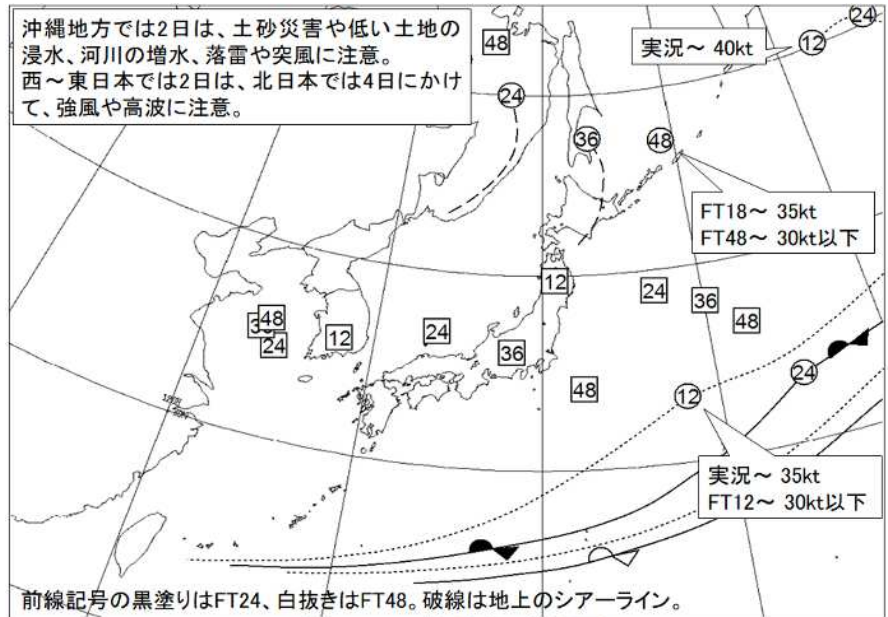 沖縄地方では2日は、土砂災害や低い土地の
浸水、河川の増水、落雷や突風に注意。
西～東日本では2日は、北日本では4日にかけ
て、強風や高波に注意。
48
24
実況～ 40kt
12
24
36
48
FT18～ 35kt
FT48～ 30kt以下
12
24
36
48
48
24
12
24
36
48
12
24
実況～ 35kt
FT12～ 30kt以下
前線記号の黒塗りはFT24、白抜きはFT48。破線は地上のシアーライン。